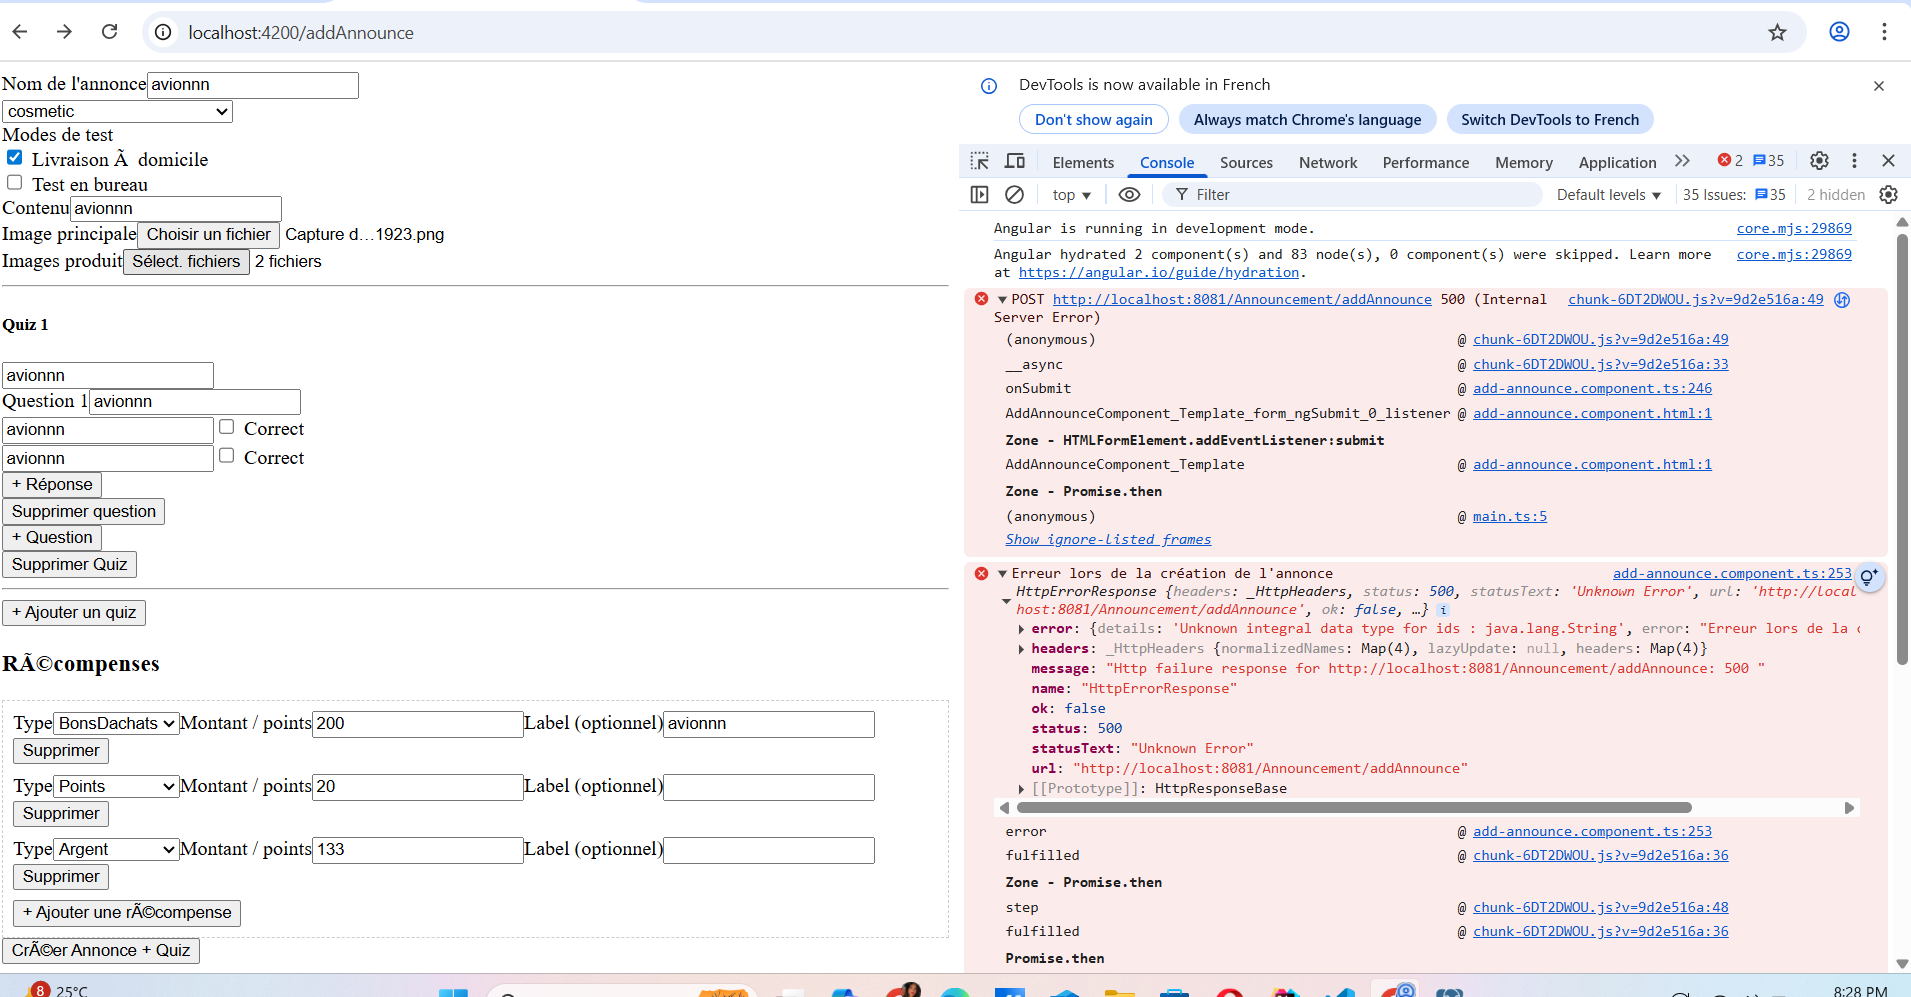 localhost:4200/addAnnounce
Nom de l'annonce avionnn
cosmetic
Modes de test
Livraison Ã  domicile
Test en bureau
Contenu avionnn
Image principale Choisir un fichier Capture d…1923.png
Images produit Sélect. fichiers 2 fichiers
Quiz 1
avionnn
Question 1 avionnn
avionnn Correct
avionnn Correct
+ Réponse
Supprimer question
+ Question
Supprimer Quiz
+ Ajouter un quiz
RÃ©compenses
Type BonsDachats Montant / points 200 Label (optionnel) avionnn
Supprimer
Type Points Montant / points 20 Label (optionnel)
Supprimer
Type Argent Montant / points 133 Label (optionnel)
Supprimer
+ Ajouter une rÃ©compense
CrÃ©er Annonce + Quiz
DevTools is now available in French
Don't show again Always match Chrome's language Switch DevTools to French
Elements Console Sources Network Performance Memory Application 2 35
top Filter Default levels 35 Issues: 35 2 hidden
Angular is running in development mode. core.mjs:29869
Angular hydrated 2 component(s) and 83 node(s), 0 component(s) were skipped. Learn more core.mjs:29869
at https://angular.io/guide/hydration.
POST http://localhost:8081/Announcement/addAnnounce 500 (Internal chunk-6DT2DWOU.js?v=9d2e516a:49
Server Error)
(anonymous) @ chunk-6DT2DWOU.js?v=9d2e516a:49
__async @ chunk-6DT2DWOU.js?v=9d2e516a:33
onSubmit @ add-announce.component.ts:246
AddAnnounceComponent_Template_form_ngSubmit_0_listener @ add-announce.component.html:1
Zone - HTMLFormElement.addEventListener:submit
AddAnnounceComponent_Template @ add-announce.component.html:1
Zone - Promise.then
(anonymous) @ main.ts:5
Show ignore-listed frames
Erreur lors de la création de l'annonce add-announce.component.ts:253
HttpErrorResponse {headers: _HttpHeaders, status: 500, statusText: 'Unknown Error', url: 'http://local
host:8081/Announcement/addAnnounce', ok: false, …} i
error: {details: 'Unknown integral data type for ids : java.lang.String', error: "Erreur lors de la c
headers: _HttpHeaders {normalizedNames: Map(4), lazyUpdate: null, headers: Map(4)}
message: "Http failure response for http://localhost:8081/Announcement/addAnnounce: 500 "
name: "HttpErrorResponse"
ok: false
status: 500
statusText: "Unknown Error"
url: "http://localhost:8081/Announcement/addAnnounce"
[[Prototype]]: HttpResponseBase
error @ add-announce.component.ts:253
fulfilled @ chunk-6DT2DWOU.js?v=9d2e516a:36
Zone - Promise.then
step @ chunk-6DT2DWOU.js?v=9d2e516a:48
fulfilled @ chunk-6DT2DWOU.js?v=9d2e516a:36
Promise.then
8 25°C
8:28 PM